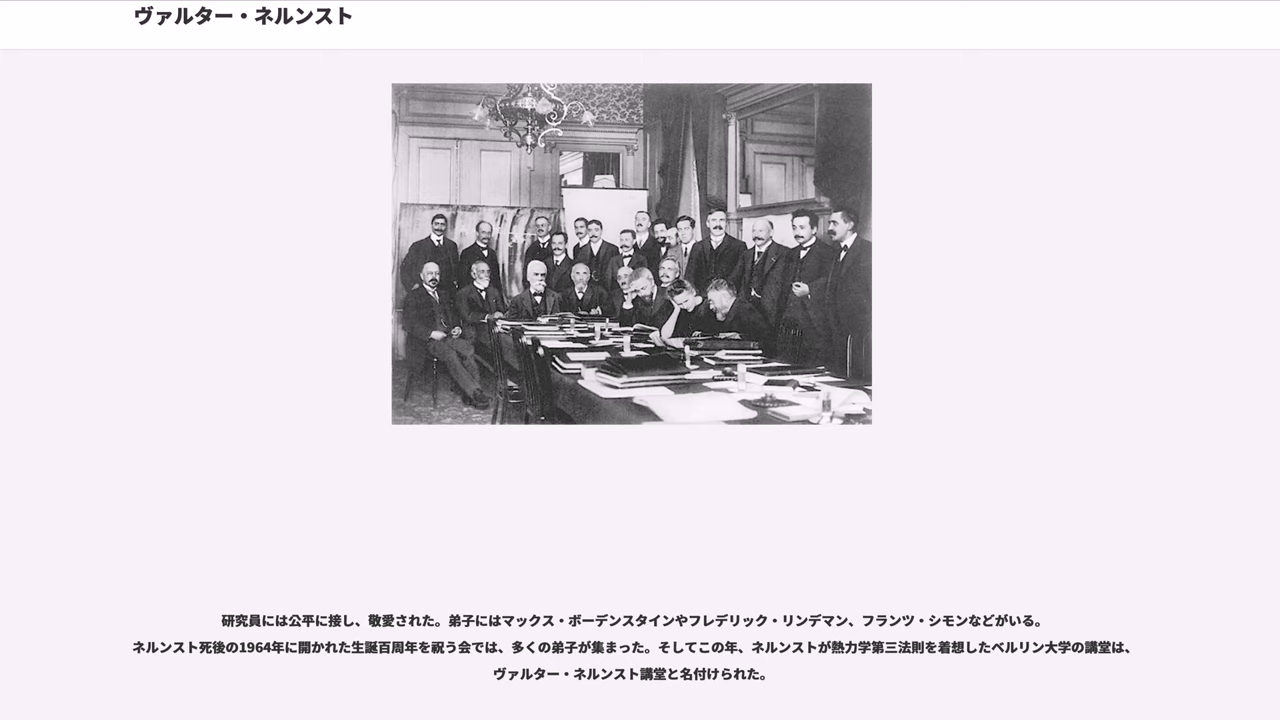 ヴァルター・ネルンスト
研究員には公平に接し、敬愛された。弟子にはマックス・ボーデンスタインやフレデリック・リンデマン、フランツ・シモンなどがいる。
ネルンスト死後の1964年に開かれた生誕百周年を祝う会では、多くの弟子が集まった。そしてこの年、ネルンストが熱力学第三法則を着想したベルリン大学の講堂は、
ヴァルター・ネルンスト講堂と名付けられた。